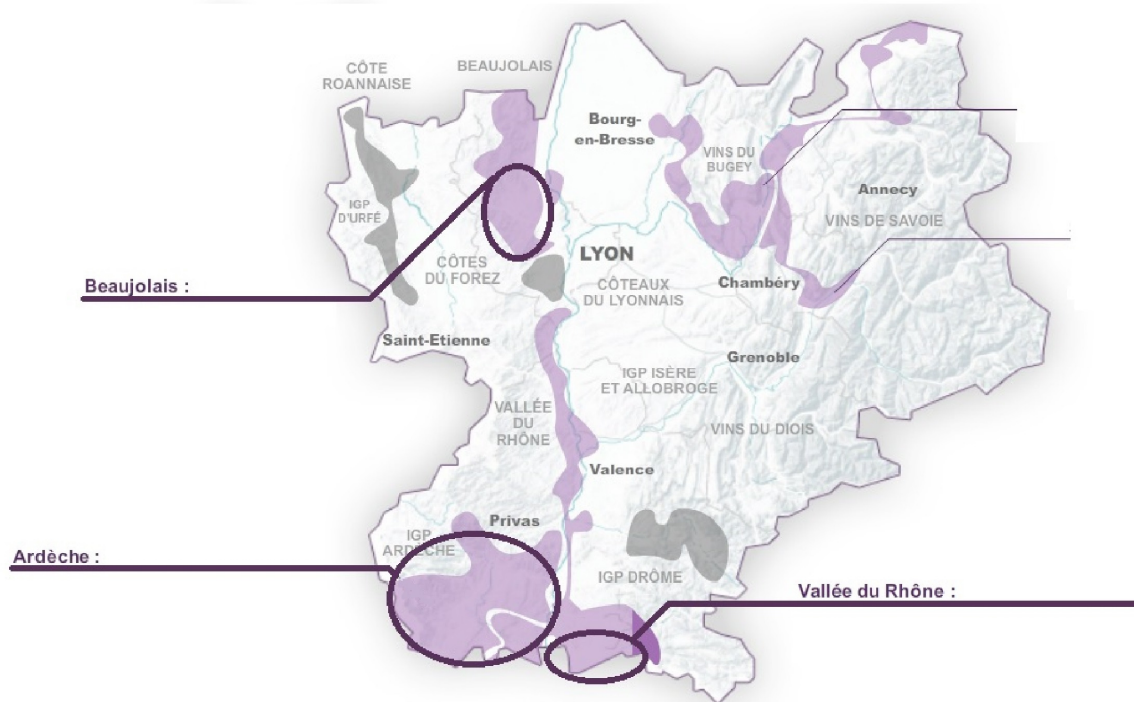 BEAUJOLAIS
CÔTE
ROANNAISE
Bourg-
en-Bresse
VINS DU
BUGEY
Annecy
IGP
D'URFÉ
VINS DE SAVOIE
LYON
CÔTES
DU FOREZ
CÔTEAUX
DU LYONNAIS
Chambéry
Beaujolais :
Saint-Etienne
Grenoble
IGP ISÈRE
ET ALLOBROGE
VALLÉE
DU
RHÔNE
VINS DU DIOIS
Valence
Privas
IGP
ARDÈCHE
Ardèche :
IGP DRÔME
Vallée du Rhône :